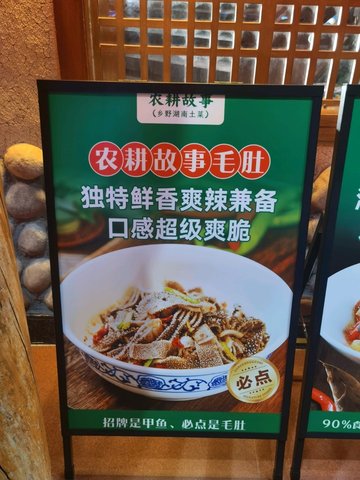 农耕故事
(乡野湖南土菜)
农耕故事毛肚
独特鲜香爽辣兼备
口感超级爽脆
必点
招牌是甲鱼、必点是毛肚
90%食